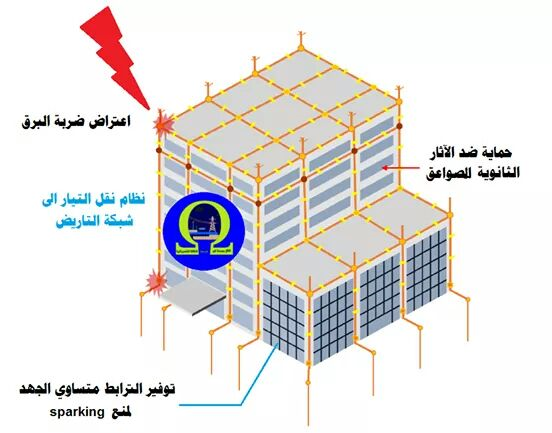 اعتراض ضربة البرق
حماية ضد الآثار
الثانوية للصواعق
نظام نقل التيار الى
شبكة التاريض
توفير الترابط متساوي الجهد
لمنع sparking